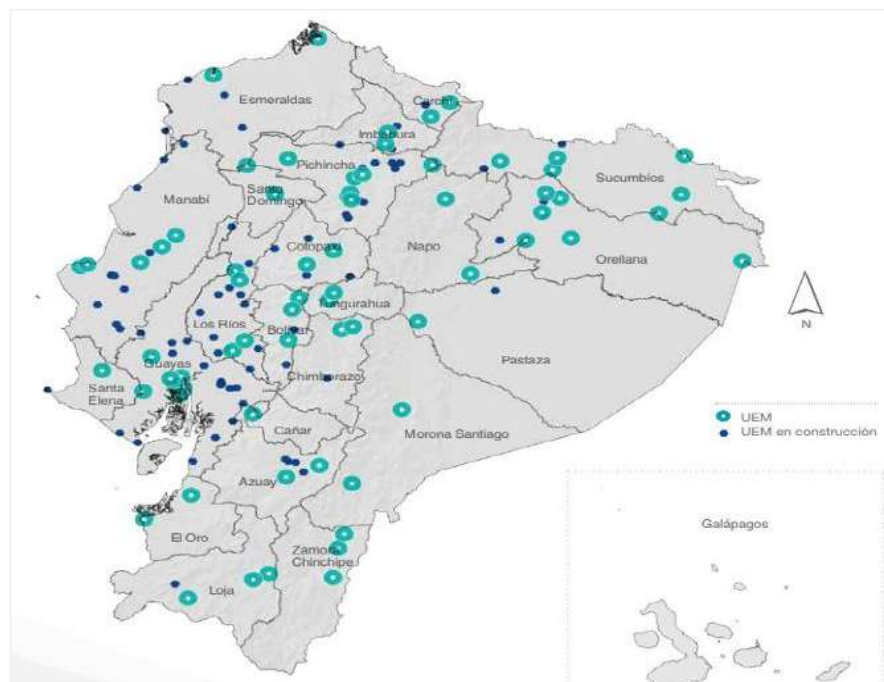 Esmeraldas
Carchi
Imbabura
Pichincha
Santo
Domingo
Sucumbíos
Manabí
Cotopaxi
Napo
Orellana
Tungurahua
Los Ríos
Bolívar
N
Pastaza
Guayas
Santa
Elena
Chimborazo
UEM
UEM en construcción
Cañar
Morona Santiago
Azuay
Galápagos
El Oro
Zamora
Chinchipe
Loja